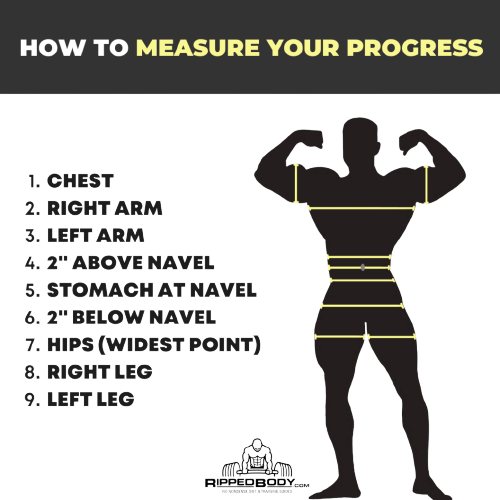 HOW TO MEASURE YOUR PROGRESS
1. CHEST
2. RIGHT ARM
3. LEFT ARM
4. 2" ABOVE NAVEL
5. STOMACH AT NAVEL
6. 2" BELOW NAVEL
7. HIPS (WIDEST POINT)
8. RIGHT LEG
9. LEFT LEG
RIPPEDBODY.COM